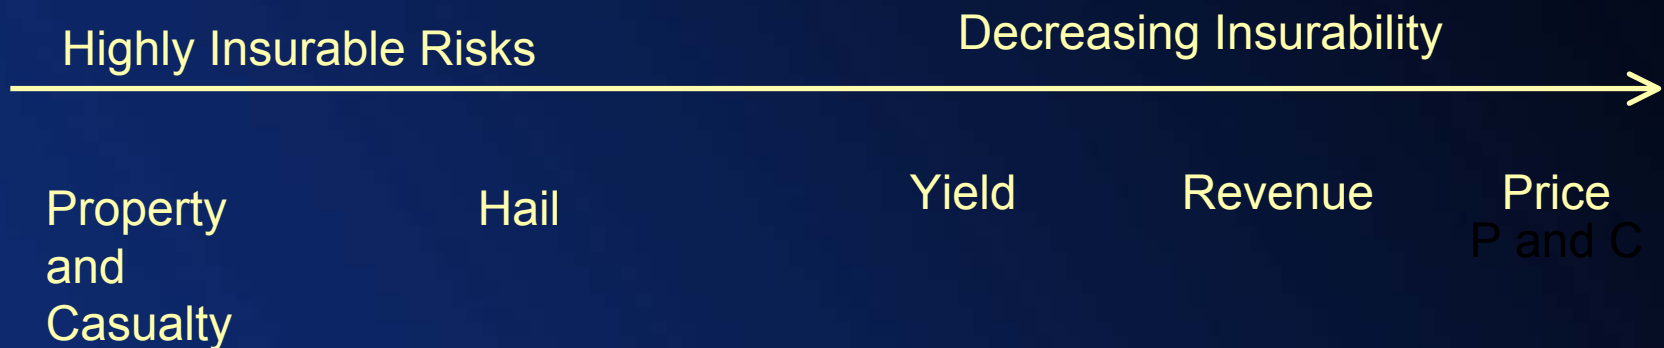 Highly Insurable Risks
Decreasing Insurability
Property
and
Casualty
Hail
Yield
Revenue
Price
P and C